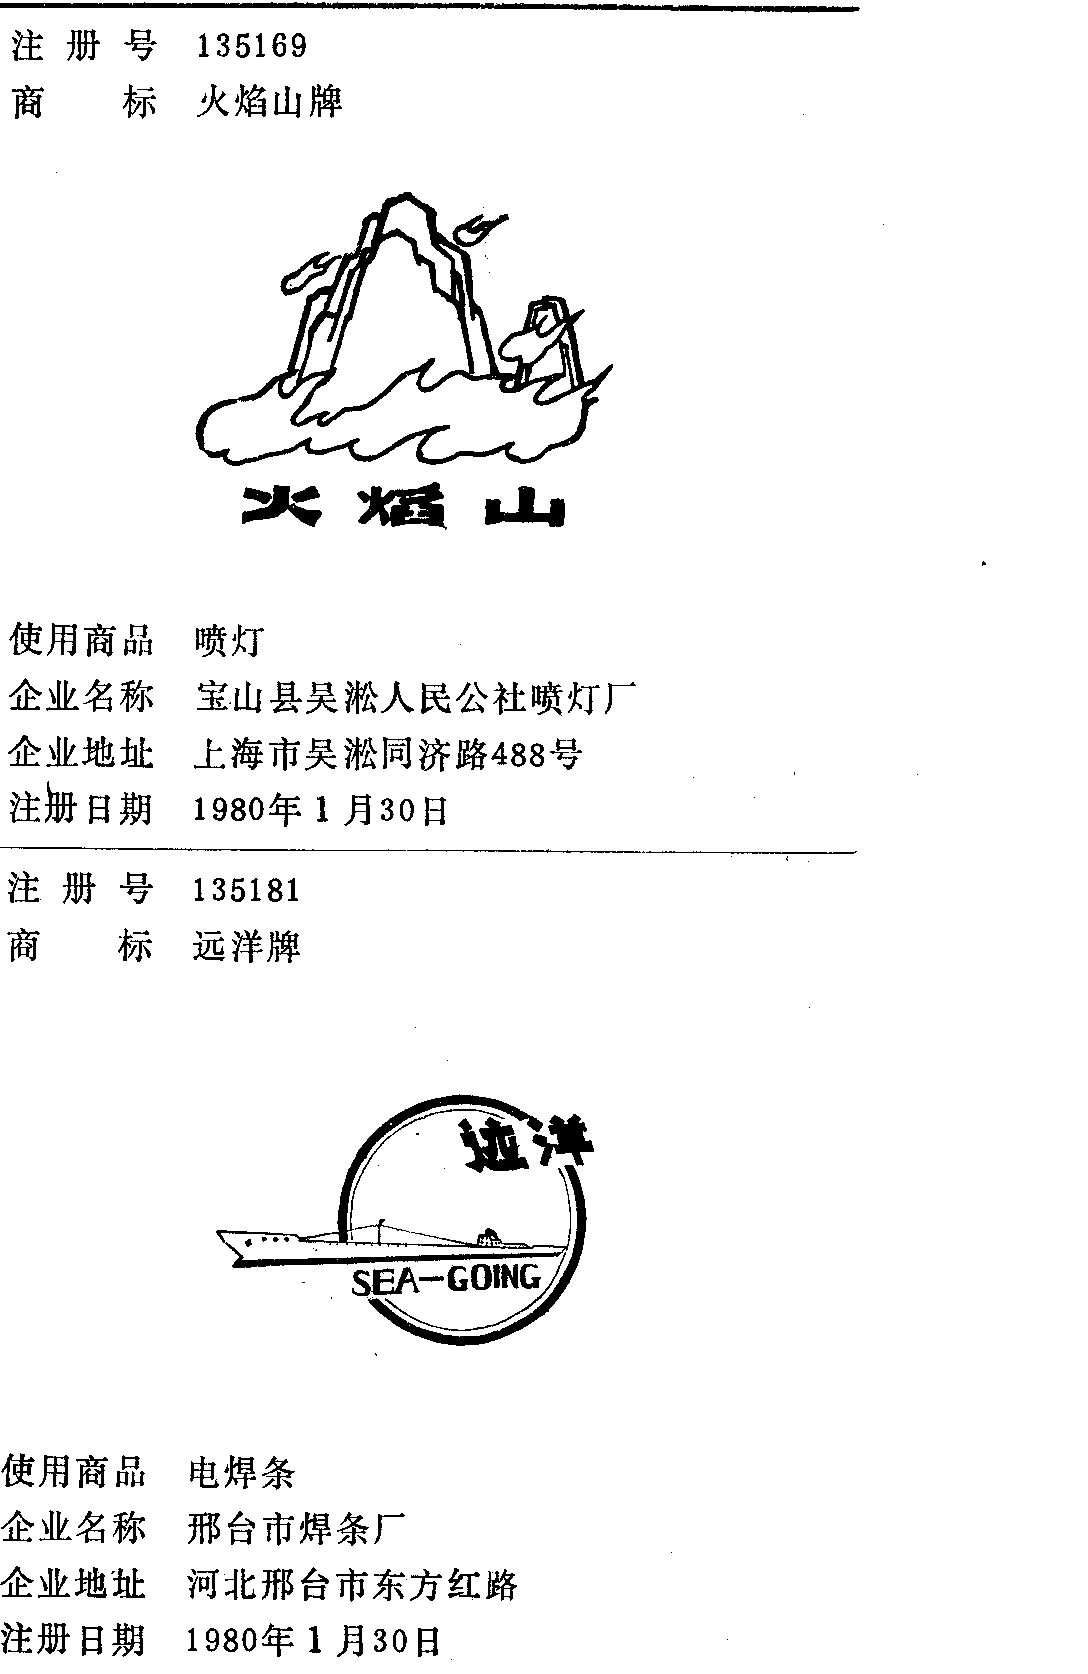 注册号 135169
商标 火焰山牌
火焰山
使用商品 喷灯
企业名称 宝山县吴淞人民公社喷灯厂
企业地址 上海市吴淞同济路488号
注册日期 1980年1月30日
注册号 135181
商标 远洋牌
远洋
SEA-GOING
使用商品 电焊条
企业名称 邢台市焊条厂
企业地址 河北邢台市东方红路
注册日期 1980年1月30日